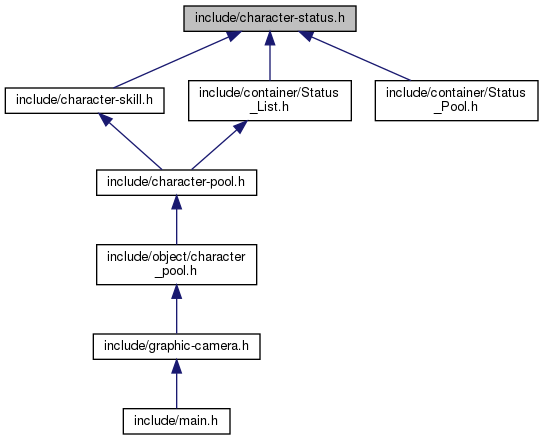 include/character-status.h
include/character-skill.h
include/container/Status
_List.h
include/container/Status
_Pool.h
include/character-pool.h
include/object/character
_pool.h
include/graphic-camera.h
include/main.h